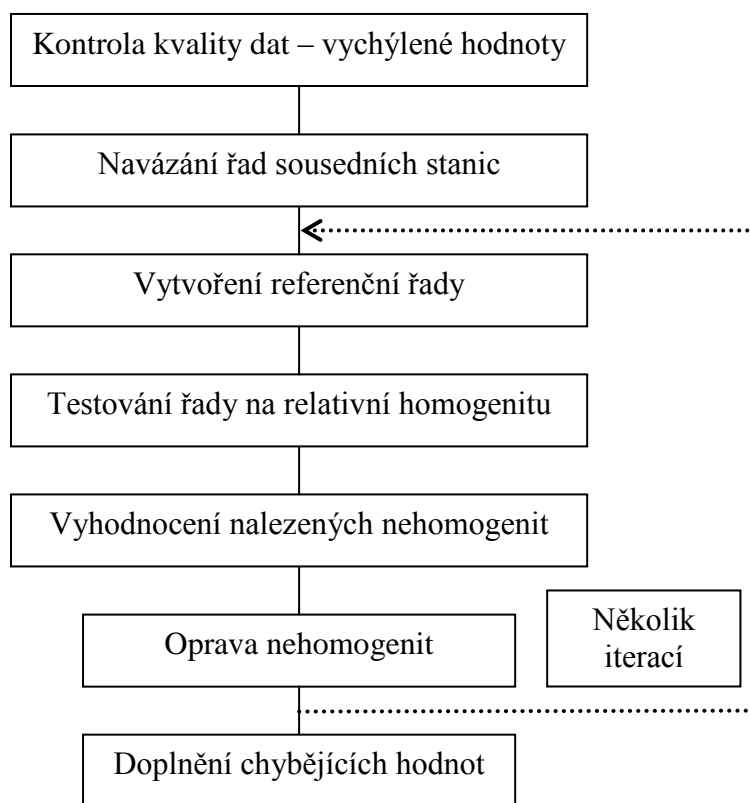 Kontrola kvality dat – vychýlené hodnoty
Navázání řad sousedních stanic
Vytvoření referenční řady
Testování řady na relativní homogenitu
Vyhodnocení nalezených nehomogenit
Oprava nehomogenit
Několik
iterací
Doplnění chybějících hodnot